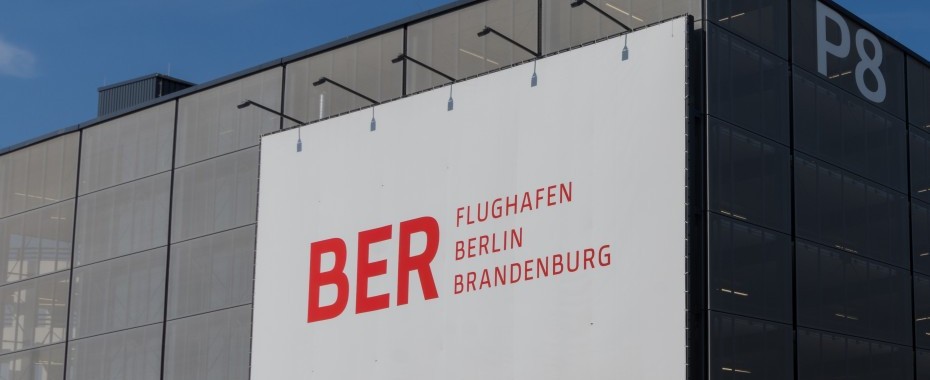 P8
BER
FLUGHAFEN
BERLIN
BRANDENBURG